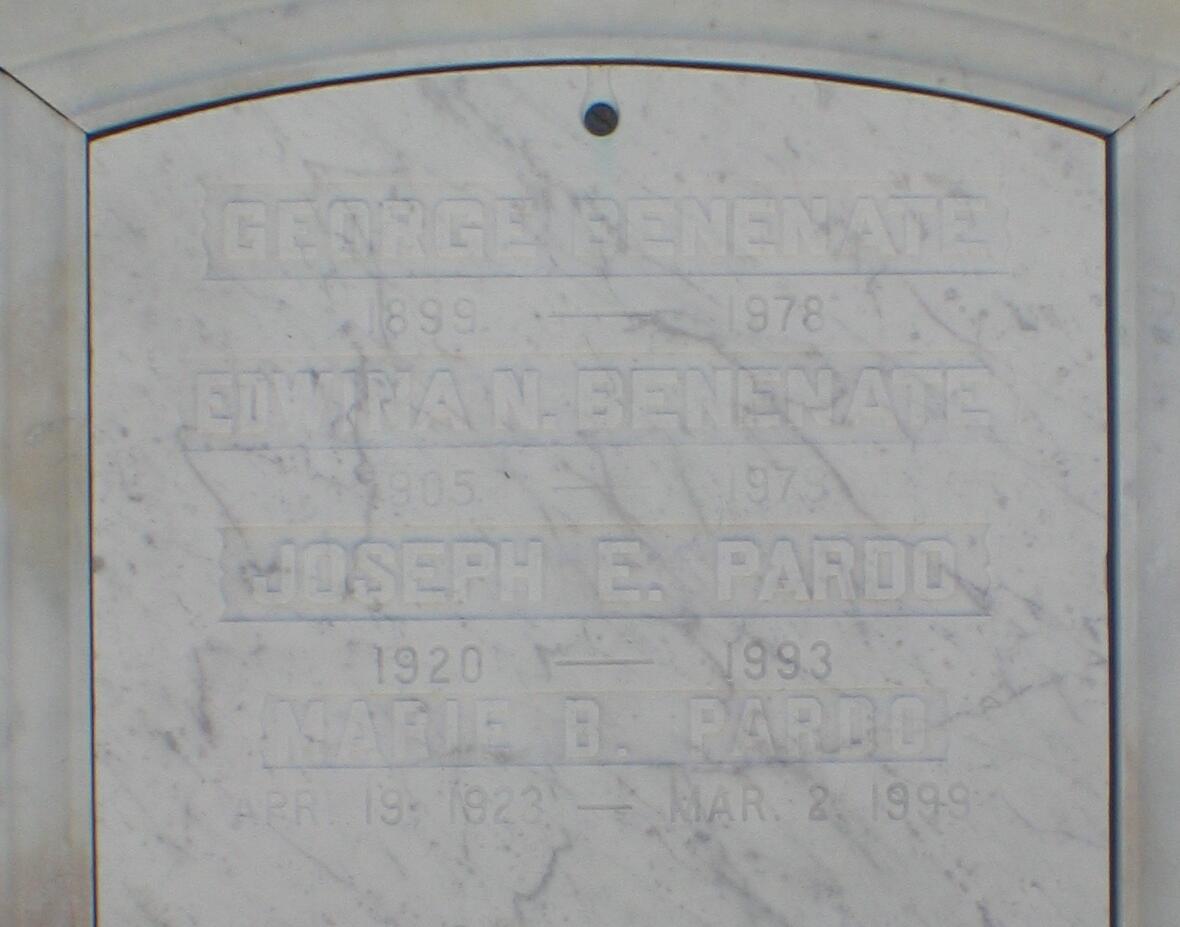 GEORGE BENENATE
1899 — 1978
EDWINA N. BENENATE
1905 —
JOSEPH E. PARDO
1920 — 1993
MARIE B. PARDO
APR. 19, 1923 — MAR. 2, 1999